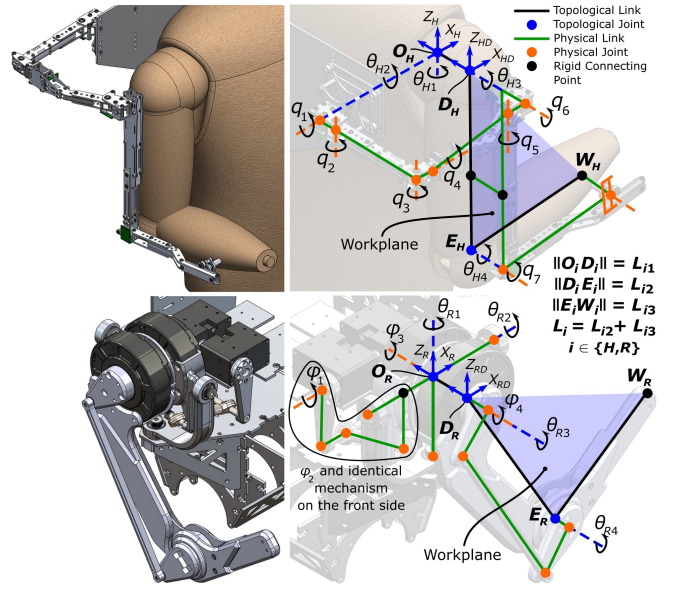 Topological Link
Topological Joint
Physical Link
Physical Joint
Rigid Connecting
Point
Z_H
X_H
O_H
Z_HD
X_HD
θ_H2
θ_H1
θ_H3
D_H
q_1
q_2
q_3
q_4
q_5
q_6
W_H
Workplane
E_H
θ_H4
q_7
||O_iD_i|| = L_i1
||D_iE_i|| = L_i2
||E_iW_i|| = L_i3
L_i = L_i2 + L_i3
i ∈ {H,R}
θ_R1
θ_R2
φ_3
Z_R
X_R
O_R
Z_RD
X_RD
W_R
φ_1
φ_4
D_R
θ_R3
φ_2 and identical
mechanism
on the front side
E_R
θ_R4
Workplane